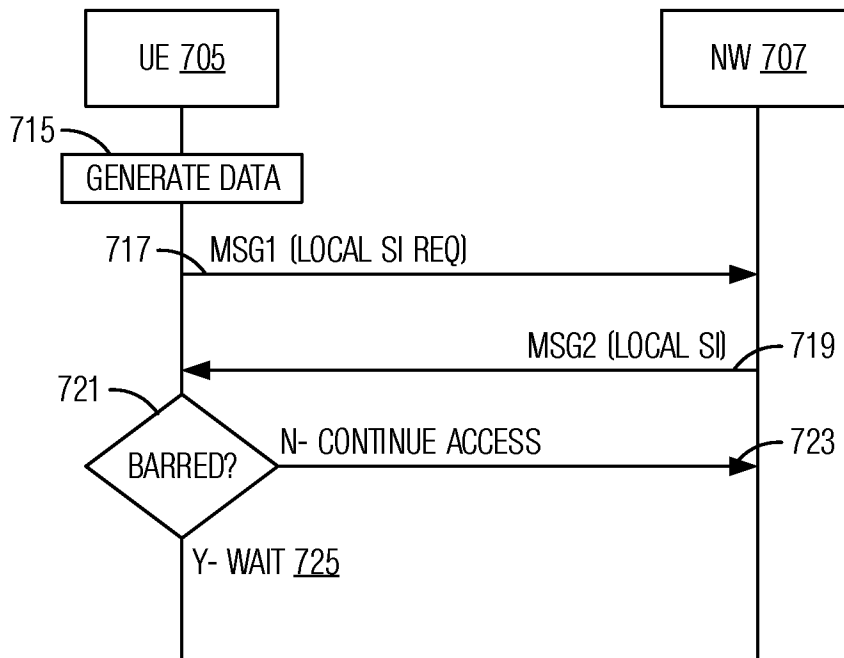 UE 705
NW 707
715
GENERATE DATA
717
MSG1 (LOCAL SI REQ)
MSG2 (LOCAL SI)
719
721
BARRED?
N- CONTINUE ACCESS
723
Y- WAIT 725